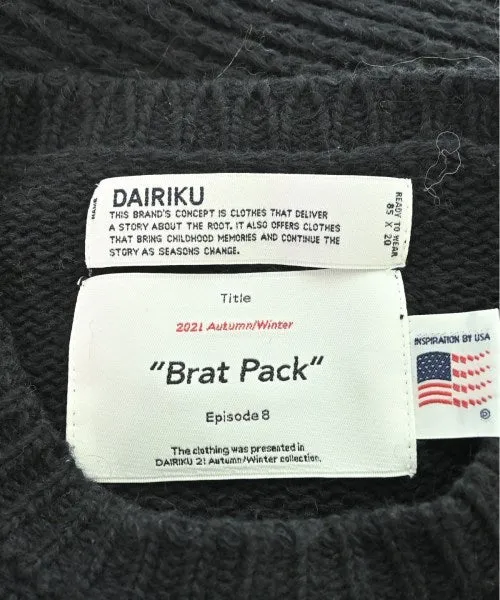 NAME
DAIRIKU
THIS BRAND'S CONCEPT IS CLOTHES THAT DELIVER
A STORY ABOUT THE ROOT. IT ALSO OFFERS CLOTHES
THAT BRING CHILDHOOD MEMORIES AND CONTINUE THE
STORY AS SEASONS CHANGE.
READY TO WEAR
85 X 20
Title
2021 Autumn/Winter
"Brat Pack"
Episode 8
The clothing was presented in
DAIRIKU 21 Autumn/Winter collection.
INSPIRATION BY USA
©